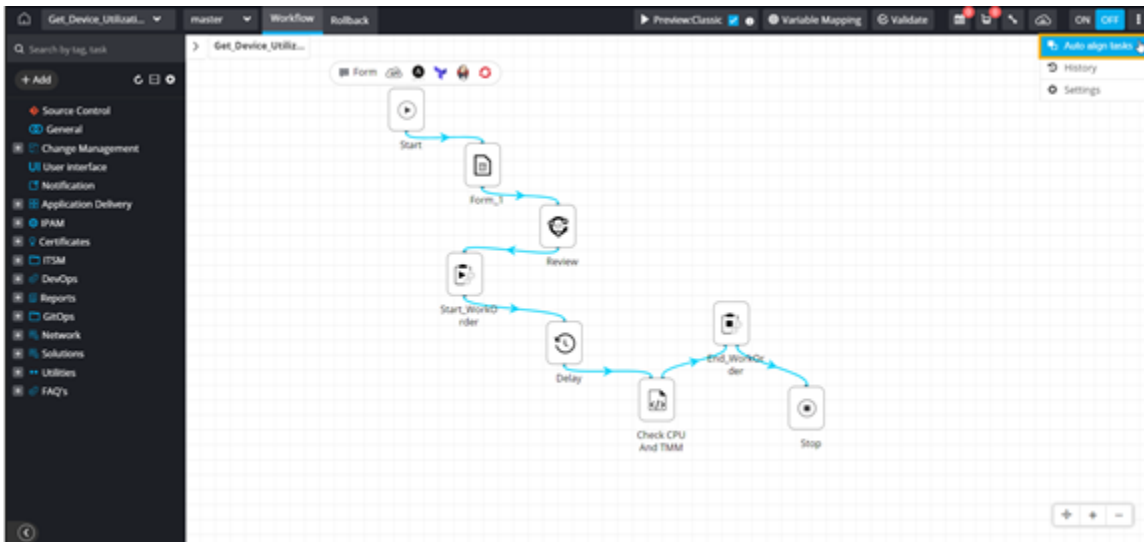 Get_Device_Utilizati...
master
Workflow
Rollback
Preview:Classic
Variable Mapping
Validate
ON
OFF
Search by tag, task
Get_Device_Utiliz...
Auto align tasks
History
Settings
+ Add
Form
Source Control
General
Change Management
UI User interface
Notification
Application Delivery
IPAM
Certificates
ITSM
DevOps
Reports
GitOps
Network
Solutions
Utilities
FAQ's
Start
Form_1
Review
Start_WorkO
rder
Delay
End_WorkOr
der
Check CPU
And TMM
Stop